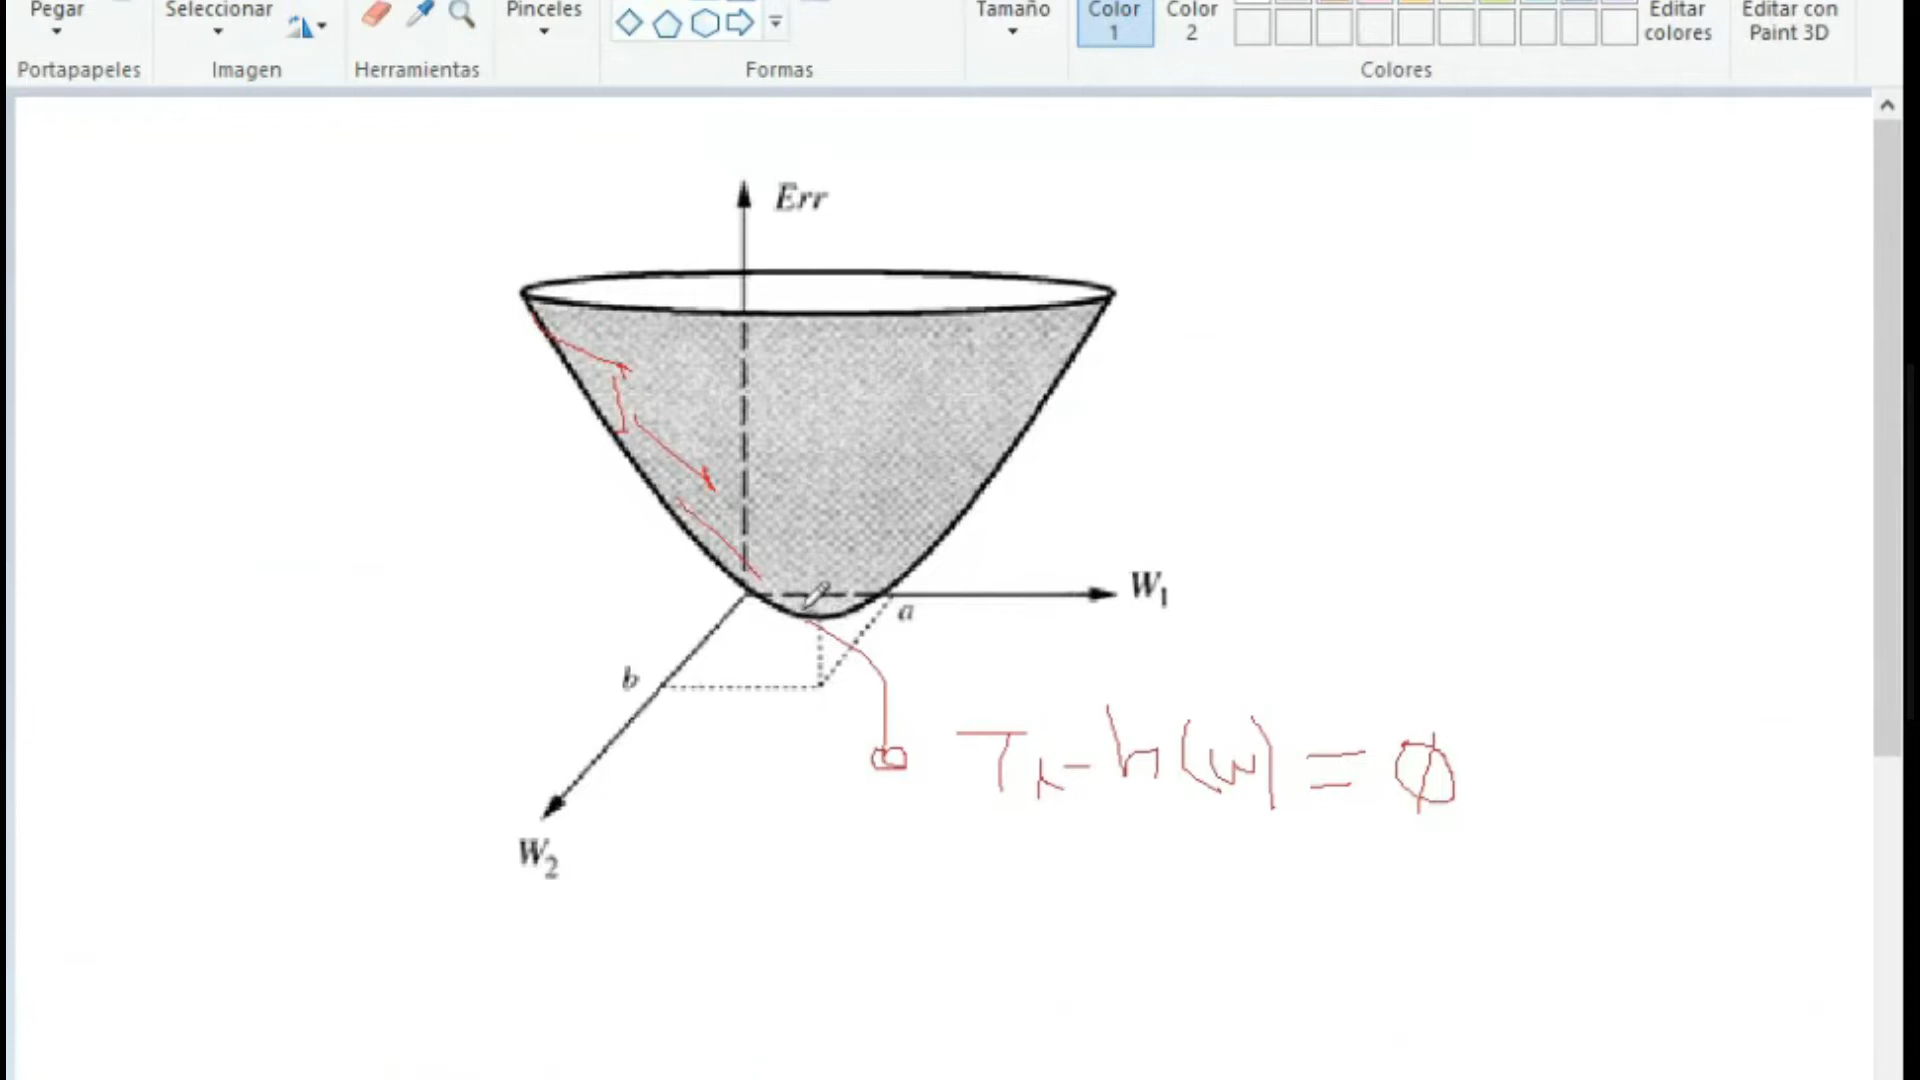 Pegar
Seleccionar
Pinceles
Tamaño
Color 1
Color 2
Editar colores
Editar con Paint 3D
Portapapeles
Imagen
Herramientas
Formas
Colores
Err
W1
a
b
W2
Tk-h(w)=∅